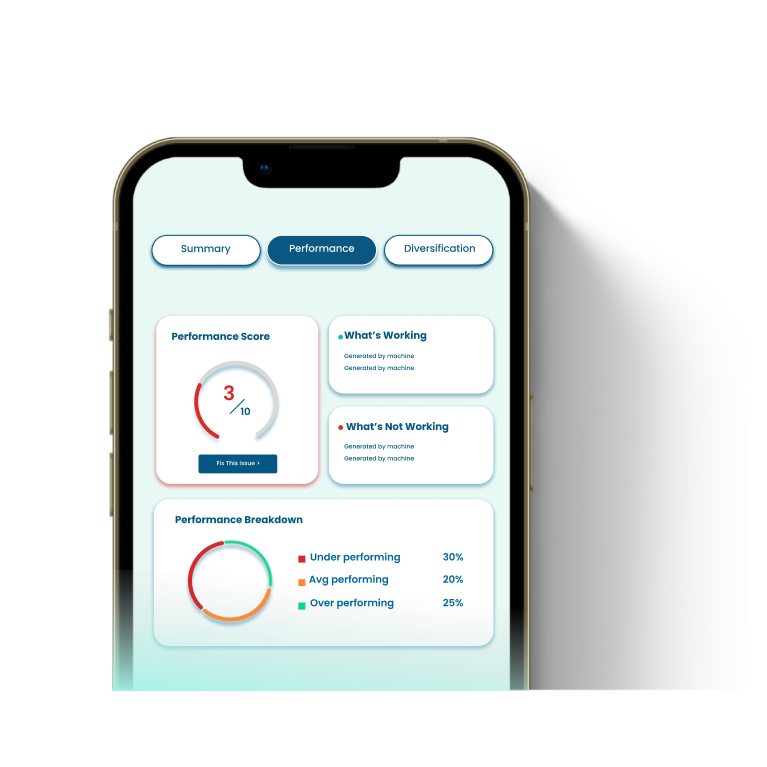 Summary
Performance
Diversification
Performance Score
3/10
Fix This Issue >
What's Working
Generated by machine
Generated by machine
What's Not Working
Generated by machine
Generated by machine
Performance Breakdown
Under performing 30%
Avg performing 20%
Over performing 25%